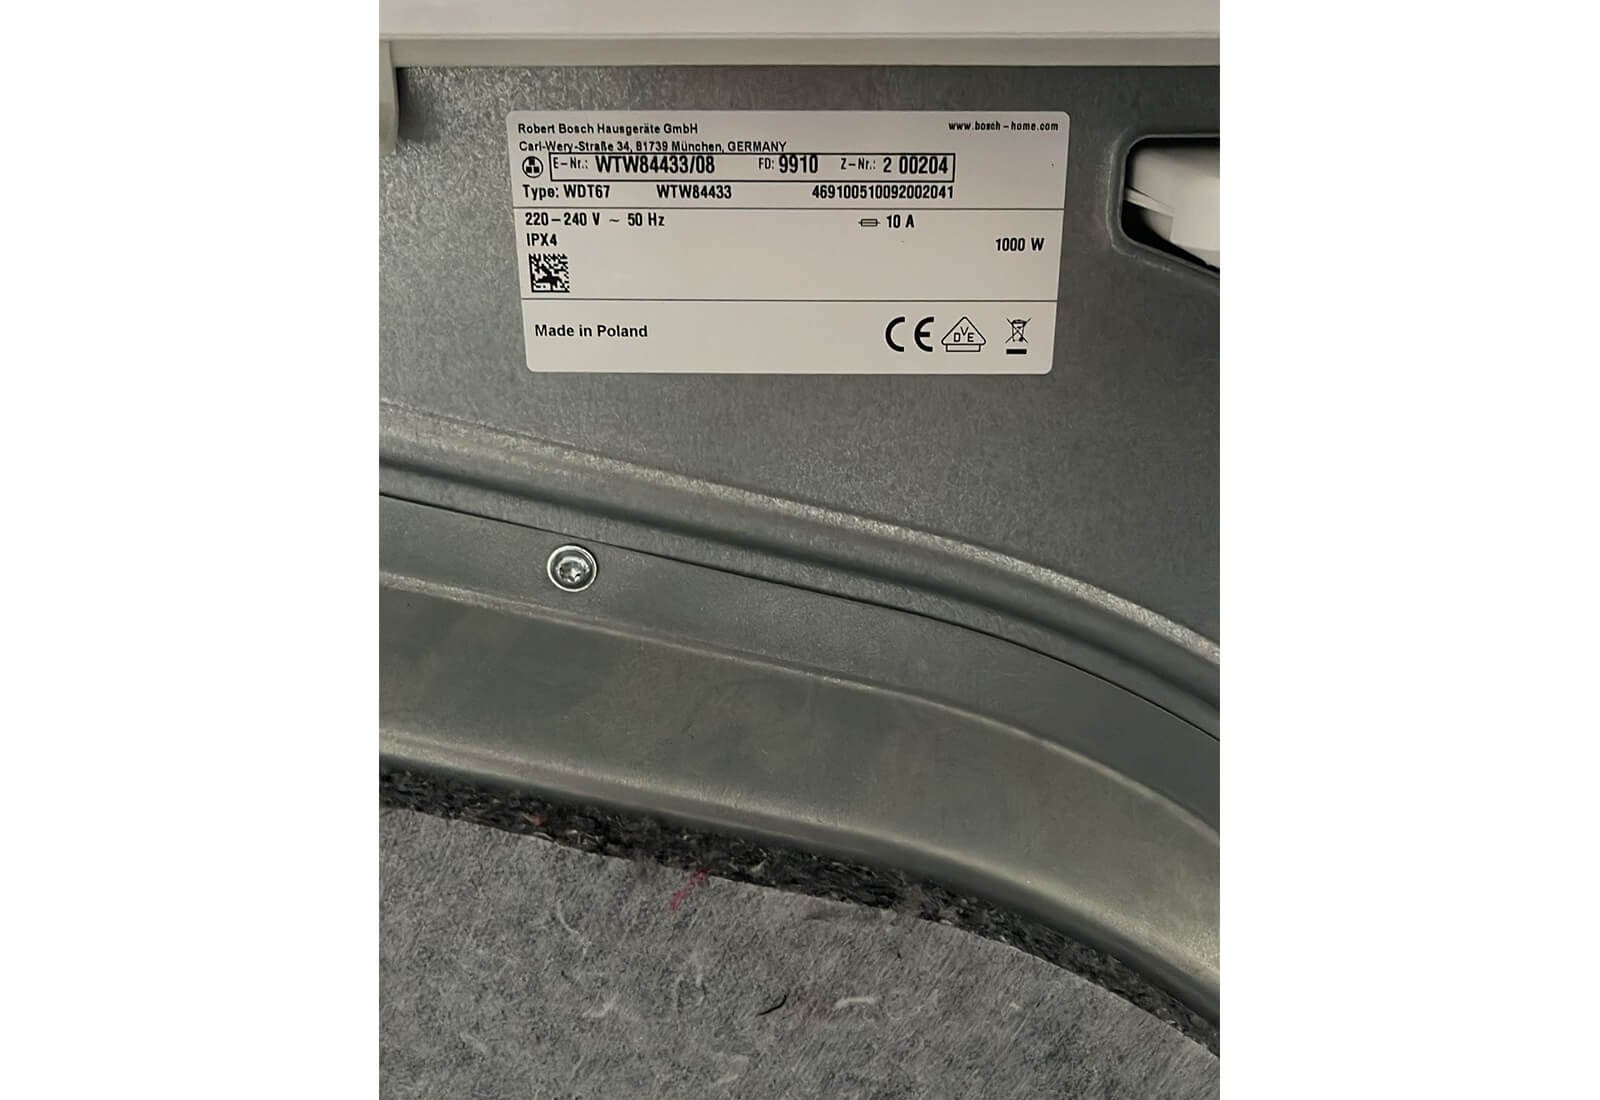 Robert Bosch Hausgeräte GmbH
www.bosch-home.com
Carl-Wery-Straße 34, 81739 München, GERMANY
E-Nr.: WTW84433/08 FD: 9910 Z-Nr.: 2 00204
Type: WDT67 WTW84433 469100510092002041
220-240 V ~ 50 Hz 10 A
IPX4 1000 W
Made in Poland CE DVE